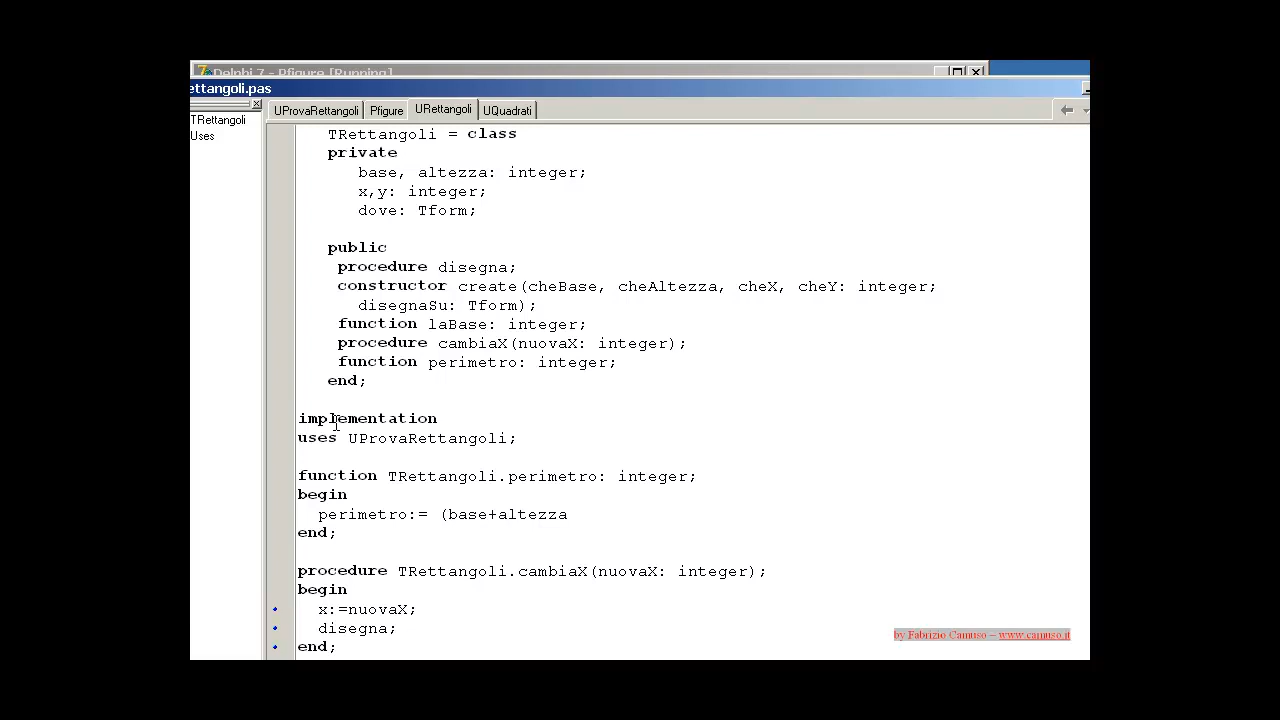 Delphi 7 - Pfigure [Running]
ettangoli.pas
UProvaRettangoli Pfigure URettangoli UQuadrati
TRettangoli
Uses
TRettangoli = class
private
base, altezza: integer;
x,y: integer;
dove: Tform;
public
procedure disegna;
constructor create(cheBase, cheAltezza, cheX, cheY: integer;
disegnaSu: Tform);
function laBase: integer;
procedure cambiaX(nuovaX: integer);
function perimetro: integer;
end;
implementation
uses UProvaRettangoli;
function TRettangoli.perimetro: integer;
begin
perimetro:= (base+altezza
end;
procedure TRettangoli.cambiaX(nuovaX: integer);
begin
x:=nuovaX;
disegna;
end;
by Fabrizio Camuso – www.camuso.it